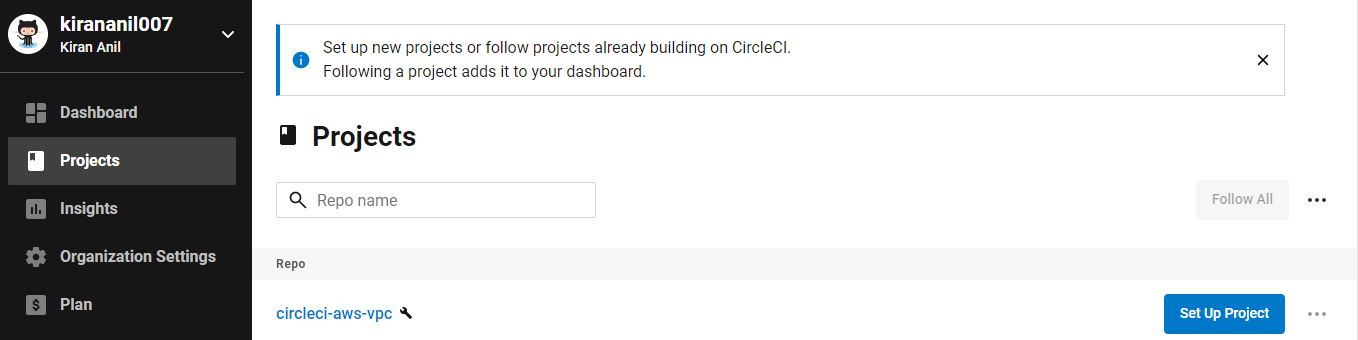 kirananil007
Kiran Anil
Dashboard
Projects
Insights
Organization Settings
Plan
Set up new projects or follow projects already building on CircleCI.
Following a project adds it to your dashboard.
Projects
Repo name
Follow All
Repo
circleci-aws-vpc
Set Up Project